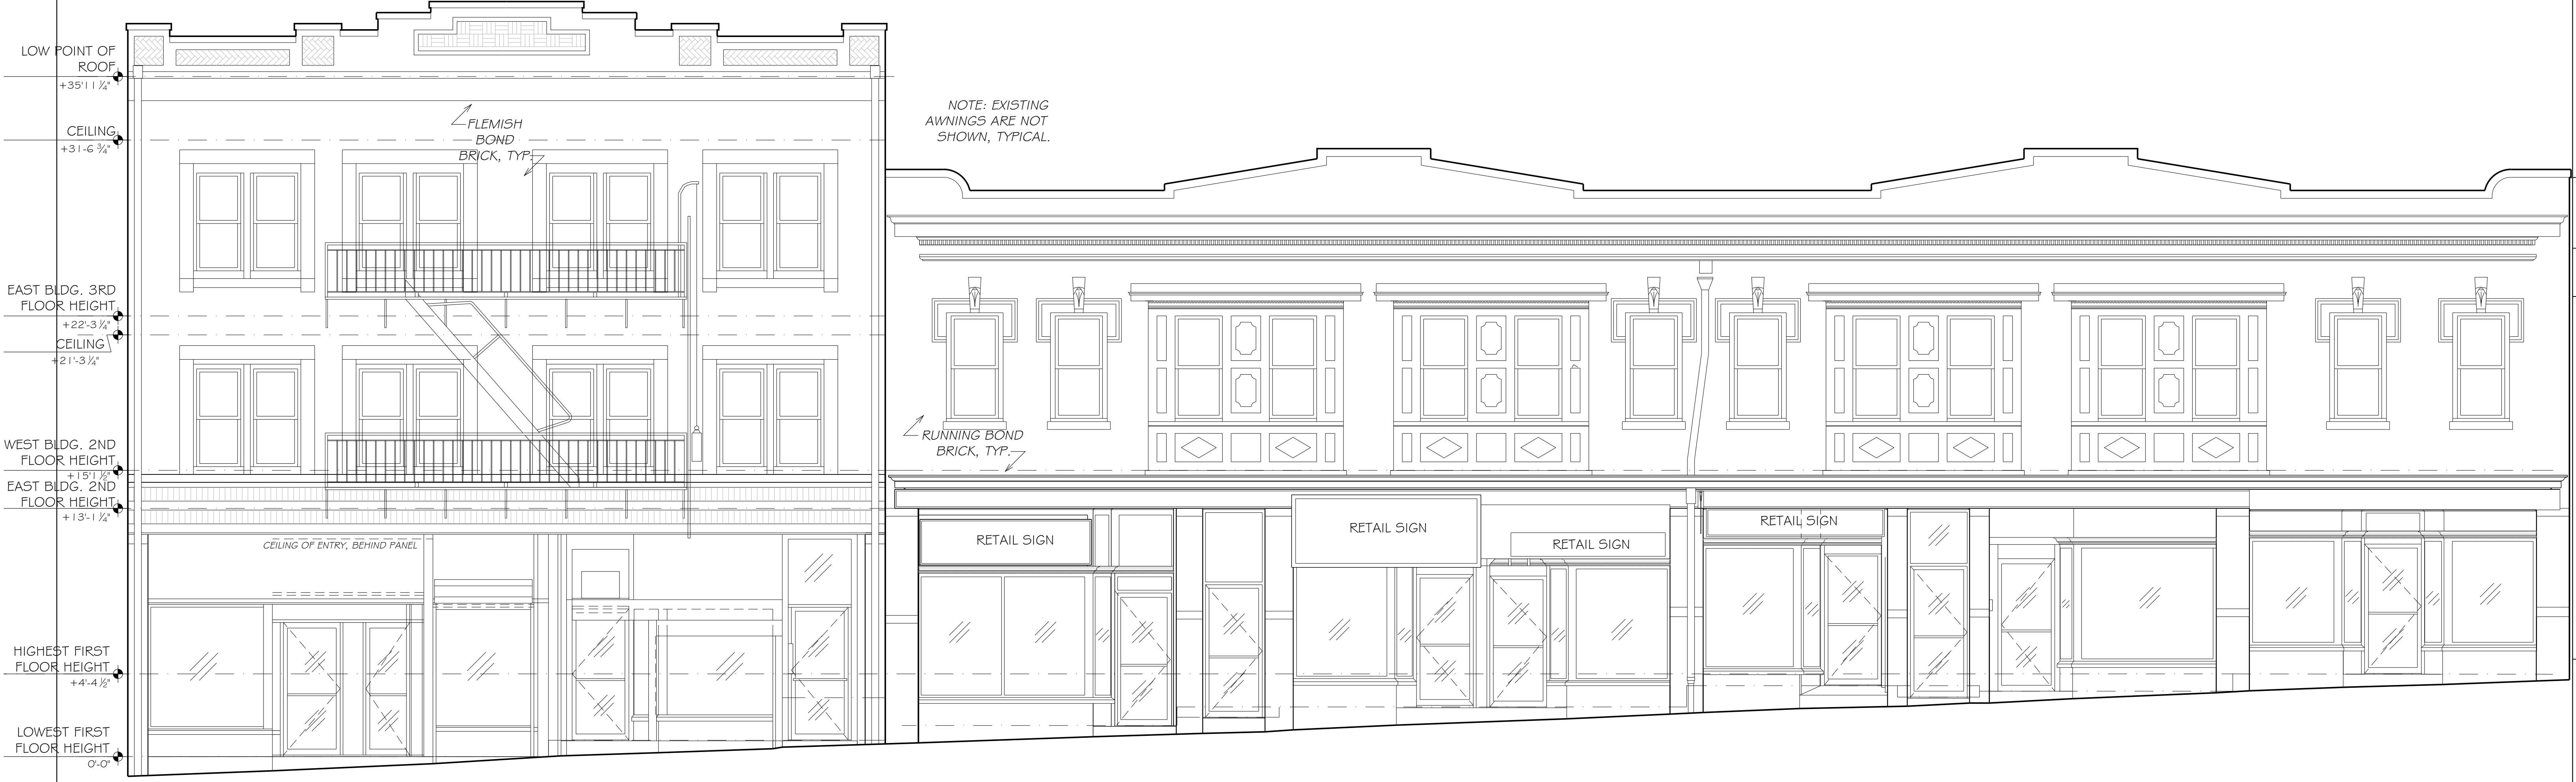 LOW POINT OF
ROOF
+35'11 ¼"
CEILING
+31-6 ¾"
EAST BLDG. 3RD
FLOOR HEIGHT
+22'-3 ¼"
CEILING
+21'-3 ¼"
WEST BLDG. 2ND
FLOOR HEIGHT
+15'1 ½"
EAST BLDG. 2ND
FLOOR HEIGHT
+13'-1 ¼"
HIGHEST FIRST
FLOOR HEIGHT
+4'-4 ½"
LOWEST FIRST
FLOOR HEIGHT
0'-0"
FLEMISH
BOND
BRICK, TYP.
CEILING OF ENTRY, BEHIND PANEL
NOTE: EXISTING
AWNINGS ARE NOT
SHOWN, TYPICAL.
RUNNING BOND
BRICK, TYP.
RETAIL SIGN
RETAIL SIGN
RETAIL SIGN
RETAIL SIGN